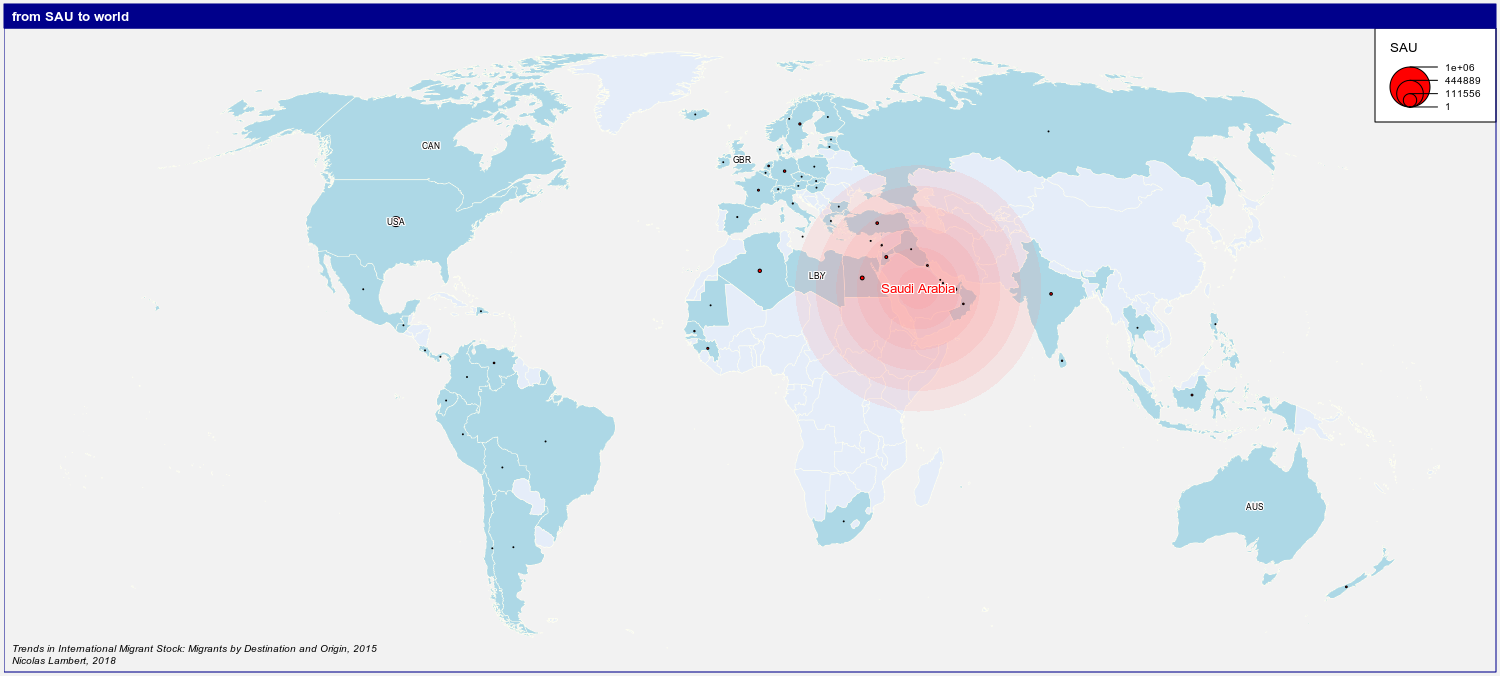 from SAU to world
SAU
1e+06
444889
111556
1
CAN
GBR
USA
LBY
Saudi Arabia
AUS
Trends in International Migrant Stock: Migrants by Destination and Origin, 2015
Nicolas Lambert, 2018